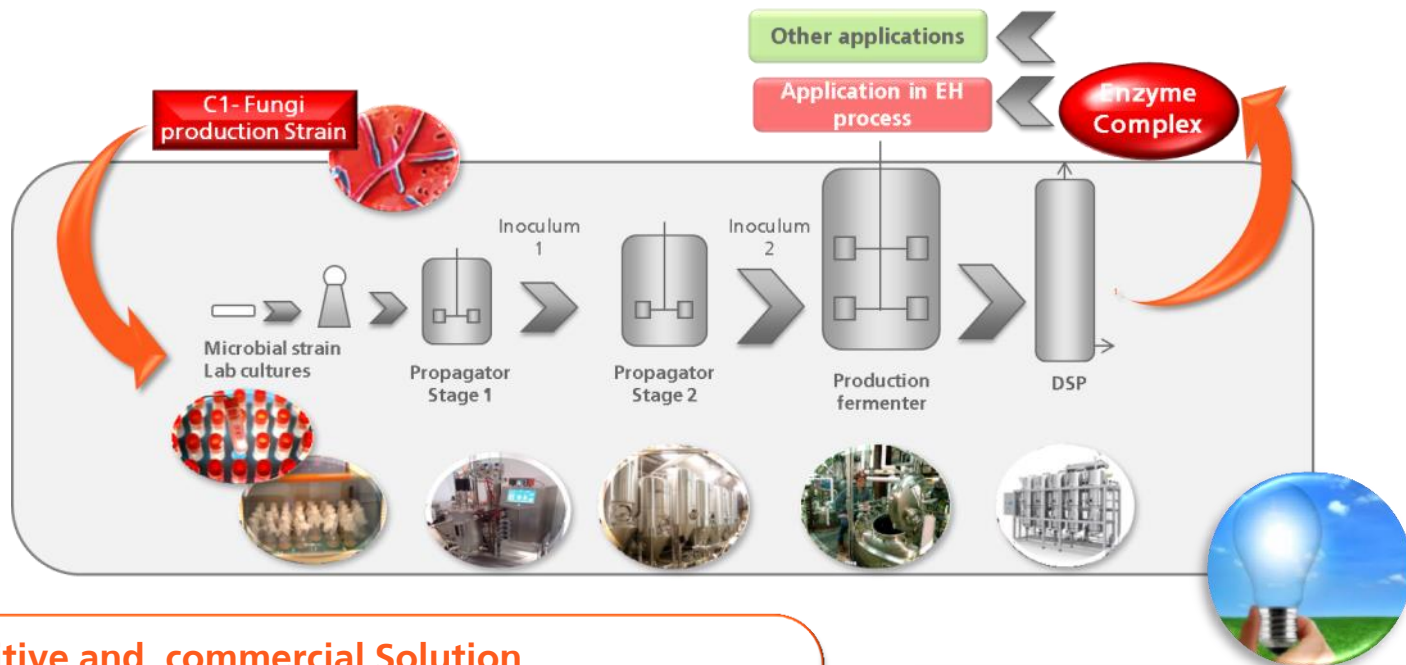 Other applications
Application in EH
process
Enzyme
Complex
C1- Fungi
production Strain
Inoculum
1
Inoculum
2
Microbial strain
Lab cultures
Propagator
Stage 1
Propagator
Stage 2
Production
fermenter
DSP
tive and commercial Solution